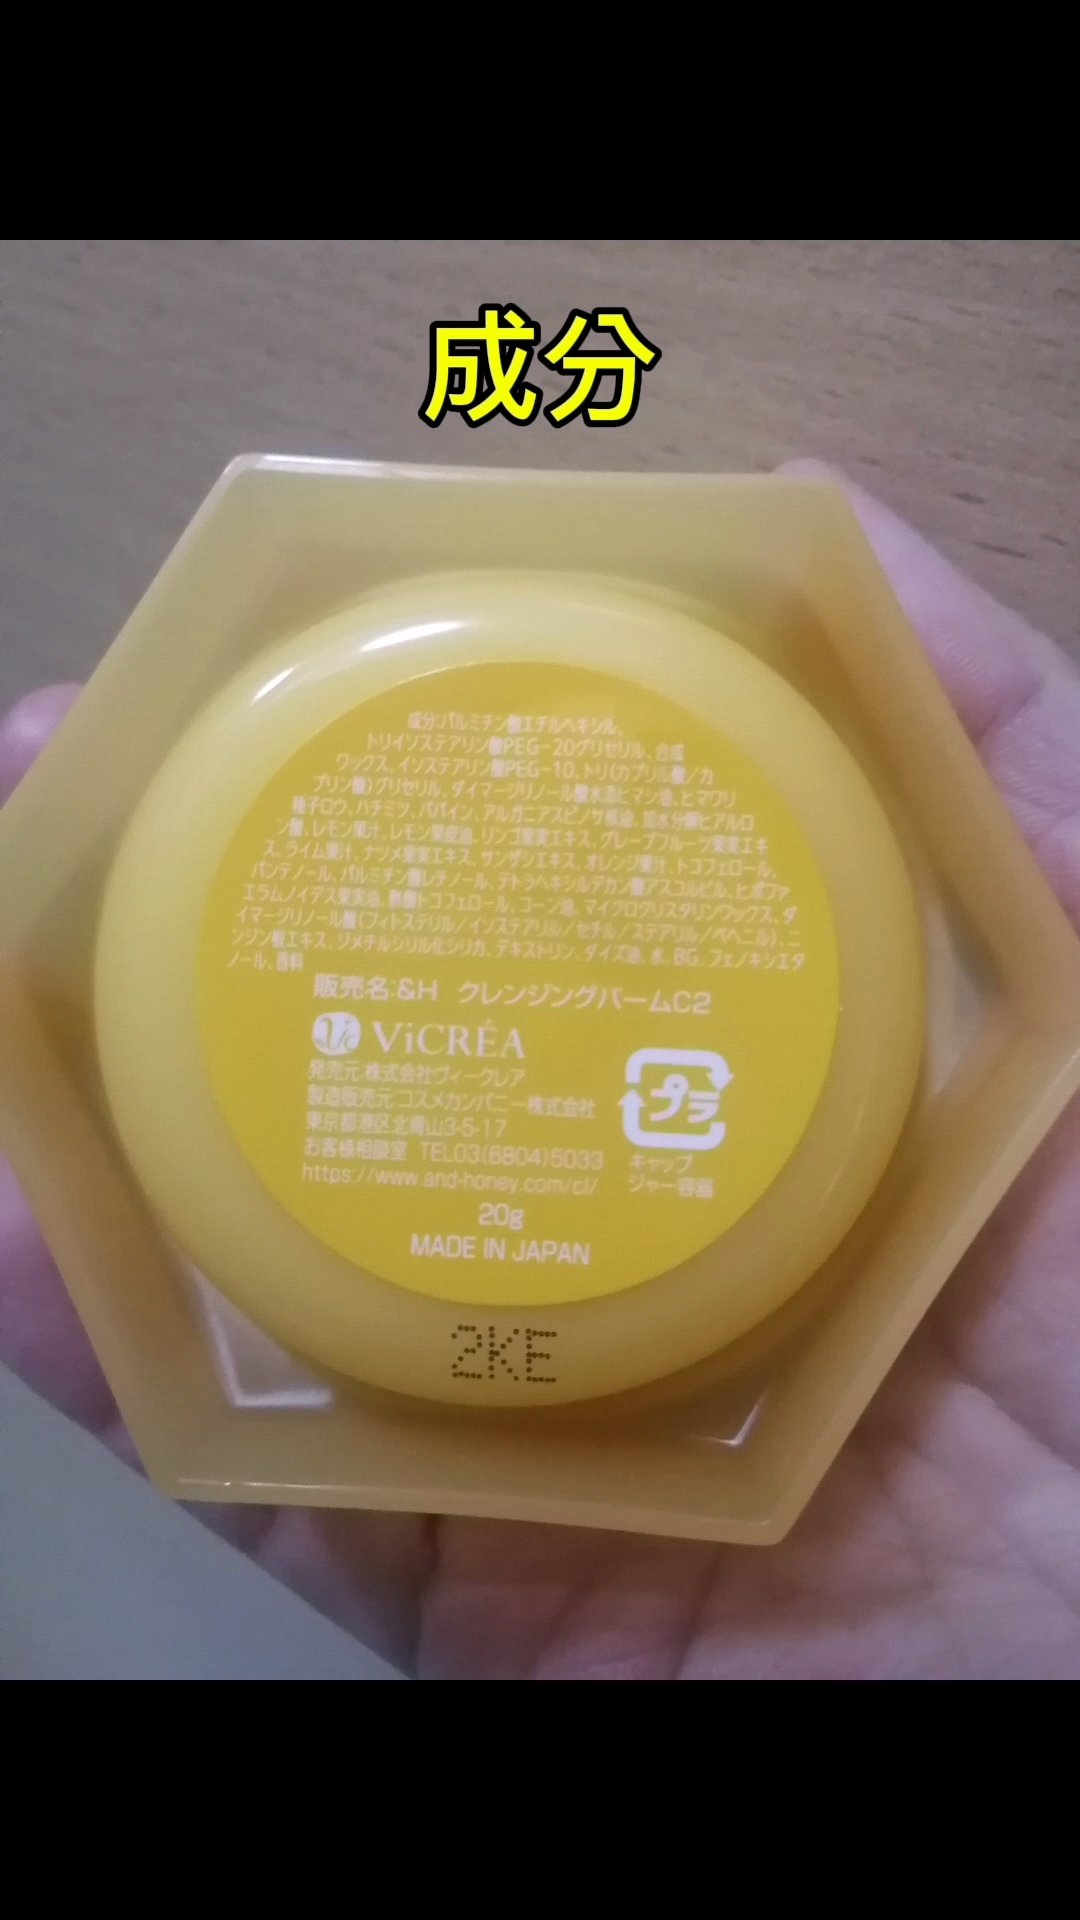 成分
成分:パルミチン酸エチルヘキシル、
トリイソステアリン酸PEG-20グリセリル、合成
ワックス、イソステアリン酸PEG-10、トリ(カプリル酸/カ
プリン酸)グリセリル、ダイマージリノール酸水添ヒマシ油、ヒマワリ
種子ロウ、ハチミツ、パパイン、アルガニアスピノサ核油、加水分解ヒアルロ
ン酸、レモン果汁、レモン果皮油、リンゴ果実エキス、グレープフルーツ果実エキ
ス、ライム果汁、ナツメ果実エキス、サンザシエキス、オレンジ果汁、トコフェロール、
パンテノール、パルミチン酸レチノール、テトラヘキシルデカン酸アスコルビル、ヒポファ
エラムノイデス果実油、酢酸トコフェロール、コーン油、マイクロクリスタリンワックス、ダ
イマージリノール酸(フィトステリル/イソステアリル/セチル/ステアリル/ベヘニル)、ニ
ンジン根エキス、ジメチルシリル化シリカ、デキストリン、ダイズ油、水、BG、フェノキシエタ
ノール、香料
販売名:&H クレンジングバームC2
ViCRÉA
発売元:株式会社ヴィークレア
製造販売元:コスメカンパニー株式会社
東京都港区北青山3-5-17
お客様相談室 TEL03(6804)5033
https://www.and-honey.com/cl/
プラ
キャップ
ジャー容器
20g
MADE IN JAPAN
2KE